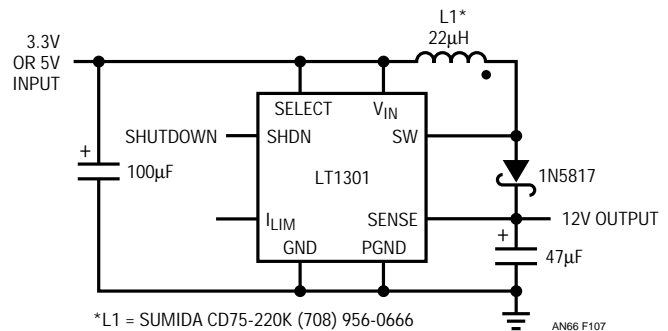 L1*
22µH
3.3V
OR 5V
INPUT
SELECT
VIN
SHUTDOWN
SHDN
SW
+
100µF
LT1301
1N5817
ILIM
SENSE
12V OUTPUT
GND
PGND
+
47µF
*L1 = SUMIDA CD75-220K (708) 956-0666
AN66 F107